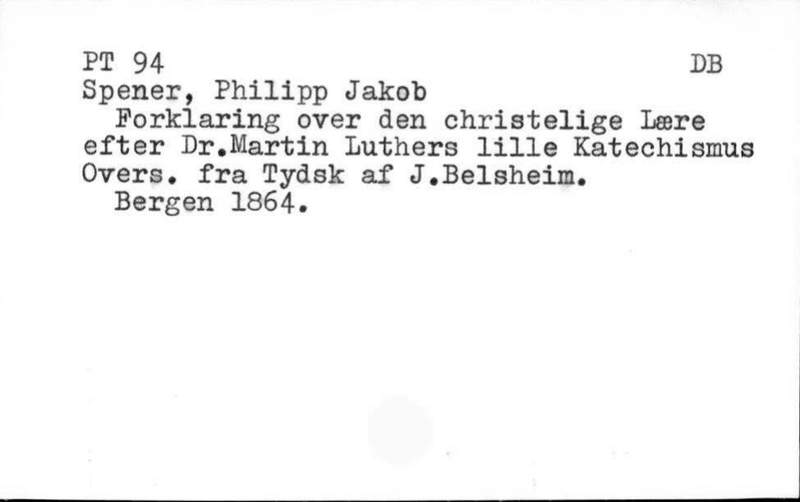 PT 94 DB
Spener, Philipp Jakob
Forklaring over den christelige Lære
efter Dr.Martin Luthers lille Katechismus
Overs. fra Tydsk af J.Belsheim.
Bergen 1864.